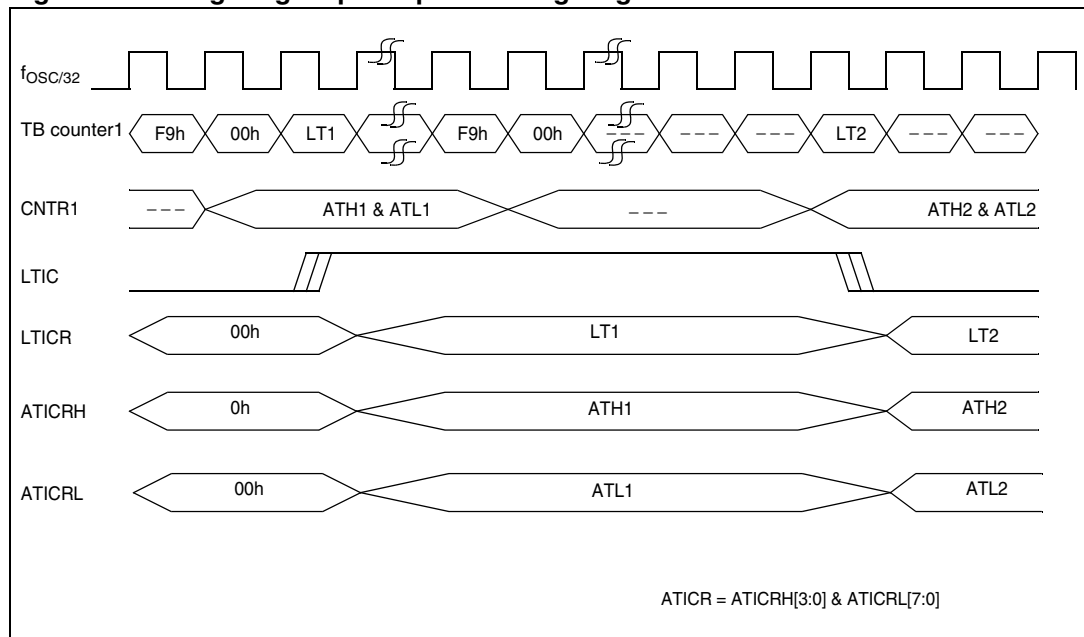 fOSC/32
TB counter1 F9h 00h LT1 F9h 00h --- --- --- LT2 --- ---
CNTR1 --- ATH1 & ATL1 --- ATH2 & ATL2
LTIC
LTICR 00h LT1 LT2
ATICRH 0h ATH1 ATH2
ATICRL 00h ATL1 ATL2
ATICR = ATICRH[3:0] & ATICRL[7:0]